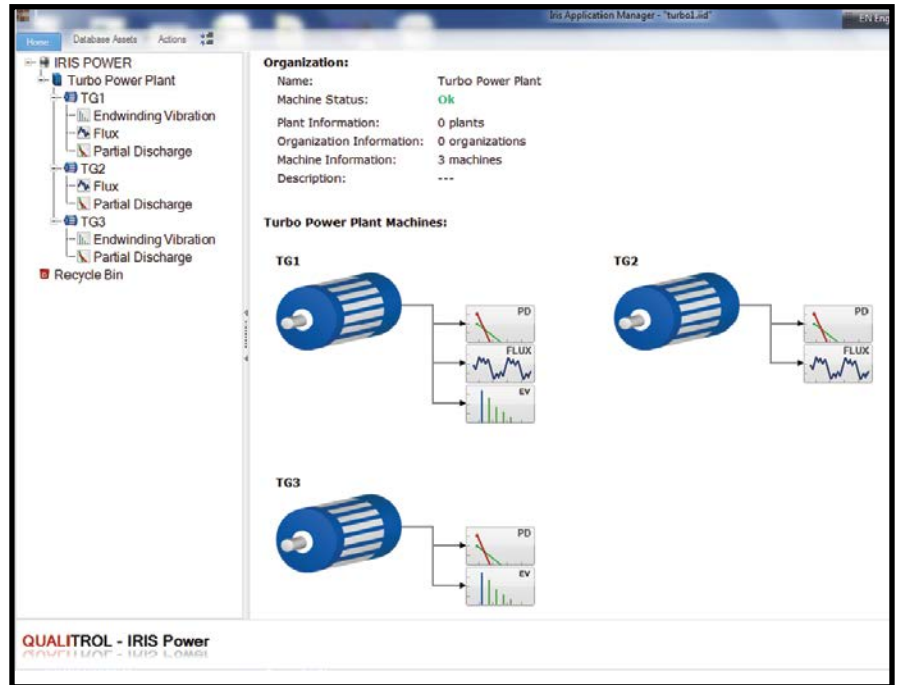 Iris Application Manager - "turbo1.iid"
EN Eng
Home Database Assets Actions
IRIS POWER
Turbo Power Plant
TG1
Endwinding Vibration
Flux
Partial Discharge
TG2
Flux
Partial Discharge
TG3
Endwinding Vibration
Partial Discharge
Recycle Bin
Organization:
Name: Turbo Power Plant
Machine Status: Ok
Plant Information: 0 plants
Organization Information: 0 organizations
Machine Information: 3 machines
Description: ---
Turbo Power Plant Machines:
TG1
PD
FLUX
EV
TG2
PD
FLUX
TG3
PD
EV
QUALITROL - IRIS Power